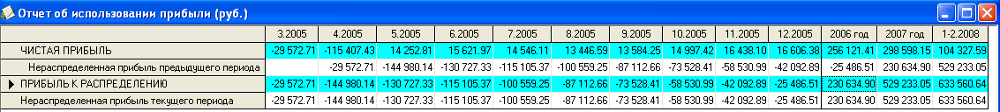 Отчет об использовании прибыли (руб.)
3.2005 4.2005 5.2005 6.2005 7.2005 8.2005 9.2005 10.2005 11.2005 12.2005 2006 год 2007 год 1-2.2008
ЧИСТАЯ ПРИБЫЛЬ -29 572.71 -115 407.43 14 252.81 15 621.97 14 546.11 13 446.59 13 584.25 14 997.42 16 438.10 16 606.38 256 121.41 298 598.15 104 327.59
Нераспределенная прибыль предыдущего периода -29 572.71 -144 980.14 -130 727.33 -115 105.37 -100 559.25 -87 112.66 -73 528.41 -58 530.99 -42 092.89 -25 486.51 230 634.90 529 233.05
ПРИБЫЛЬ К РАСПРЕДЕЛЕНИЮ -29 572.71 -144 980.14 -130 727.33 -115 105.37 -100 559.25 -87 112.66 -73 528.41 -58 530.99 -42 092.89 -25 486.51 230 634.90 529 233.05 633 560.64
Нераспределенная прибыль текущего периода -29 572.71 -144 980.14 -130 727.33 -115 105.37 -100 559.25 -87 112.66 -73 528.41 -58 530.99 -42 092.89 -25 486.51 230 634.90 529 233.05 633 560.64